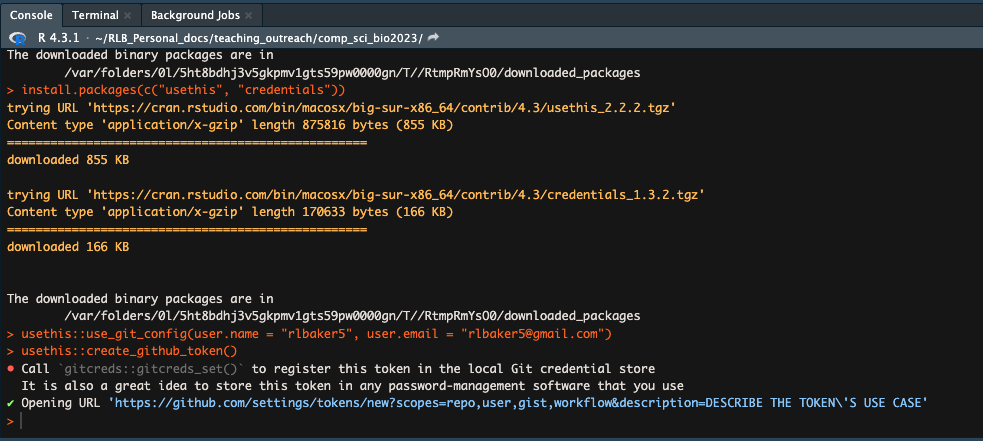 Console Terminal × Background Jobs ×
R 4.3.1 · ~/RLB_Personal_docs/teaching_outreach/comp_sci_bio2023/
The downloaded binary packages are in
/var/folders/0l/5ht8bdhj3v5gkpmv1gts59pw0000gn/T//RtmpRmYsO0/downloaded_packages
> install.packages(c("usethis", "credentials"))
trying URL 'https://cran.rstudio.com/bin/macosx/big-sur-x86_64/contrib/4.3/usethis_2.2.2.tgz'
Content type 'application/x-gzip' length 875816 bytes (855 KB)
==================================================
downloaded 855 KB
trying URL 'https://cran.rstudio.com/bin/macosx/big-sur-x86_64/contrib/4.3/credentials_1.3.2.tgz'
Content type 'application/x-gzip' length 170633 bytes (166 KB)
==================================================
downloaded 166 KB
The downloaded binary packages are in
/var/folders/0l/5ht8bdhj3v5gkpmv1gts59pw0000gn/T//RtmpRmYsO0/downloaded_packages
> usethis::use_git_config(user.name = "rlbaker5", user.email = "rlbaker5@gmail.com")
> usethis::create_github_token()
• Call `gitcreds::gitcreds_set()` to register this token in the local Git credential store
It is also a great idea to store this token in any password-management software that you use
✔ Opening URL 'https://github.com/settings/tokens/new?scopes=repo,user,gist,workflow&description=DESCRIBE THE TOKEN\'S USE CASE'
>